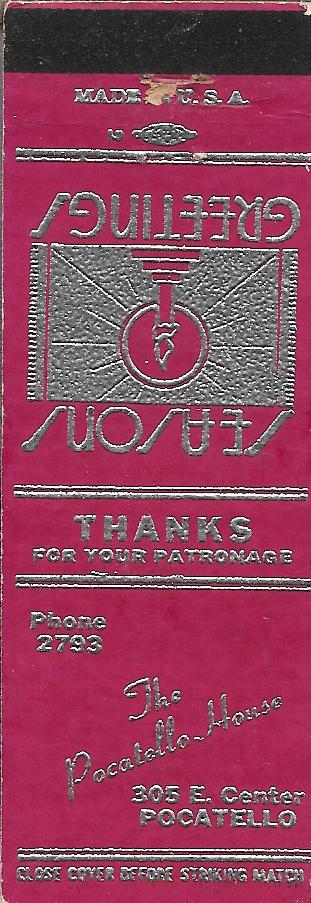 MADE U.S.A.
SEASONS
GREETINGS
THANKS
FOR YOUR PATRONAGE
Phone
2793
The
Pocatello-House
305 E. Center
POCATELLO
CLOSE COVER BEFORE STRIKING MATCH